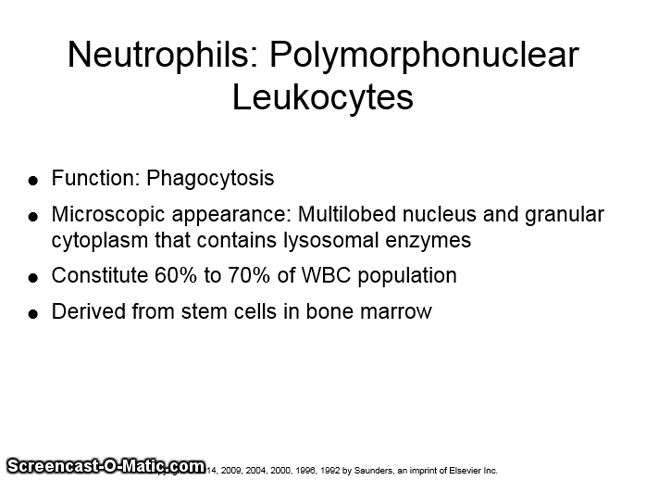 Neutrophils: Polymorphonuclear
Leukocytes
● Function: Phagocytosis
● Microscopic appearance: Multilobed nucleus and granular
cytoplasm that contains lysosomal enzymes
● Constitute 60% to 70% of WBC population
● Derived from stem cells in bone marrow
Screencast-O-Matic.com 14, 2009, 2004, 2000, 1996, 1992 by Saunders, an imprint of Elsevier Inc.